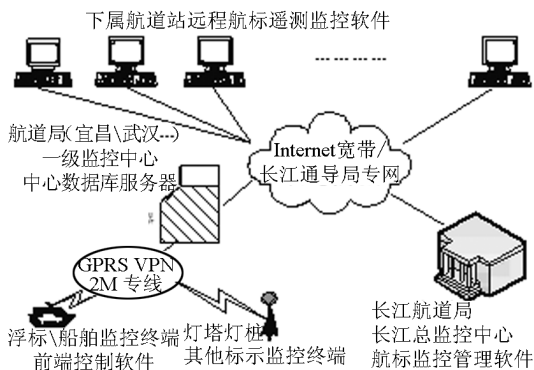 下属航道站远程航标遥测监控软件
航道局(宜昌\武汉---)
一级监控中心
中心数据库服务器
Internet宽带/
长江通导局专网
GPRS VPN
2M 专线
浮标\船舶监控终端
前端控制软件
灯塔灯桩
其他标示监控终端
长江航道局
长江总监控中心
航标监控管理软件